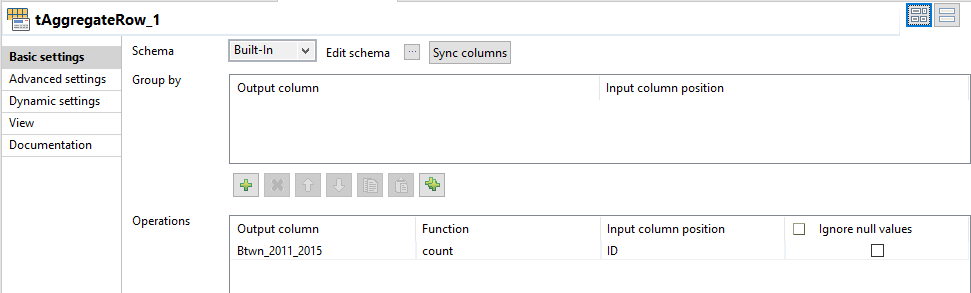 tAggregateRow_1
Basic settings
Advanced settings
Dynamic settings
View
Documentation
Schema Built-In Edit schema ... Sync columns
Group by
Output column Input column position
Operations
Output column Function Input column position Ignore null values
Btwn_2011_2015 count ID